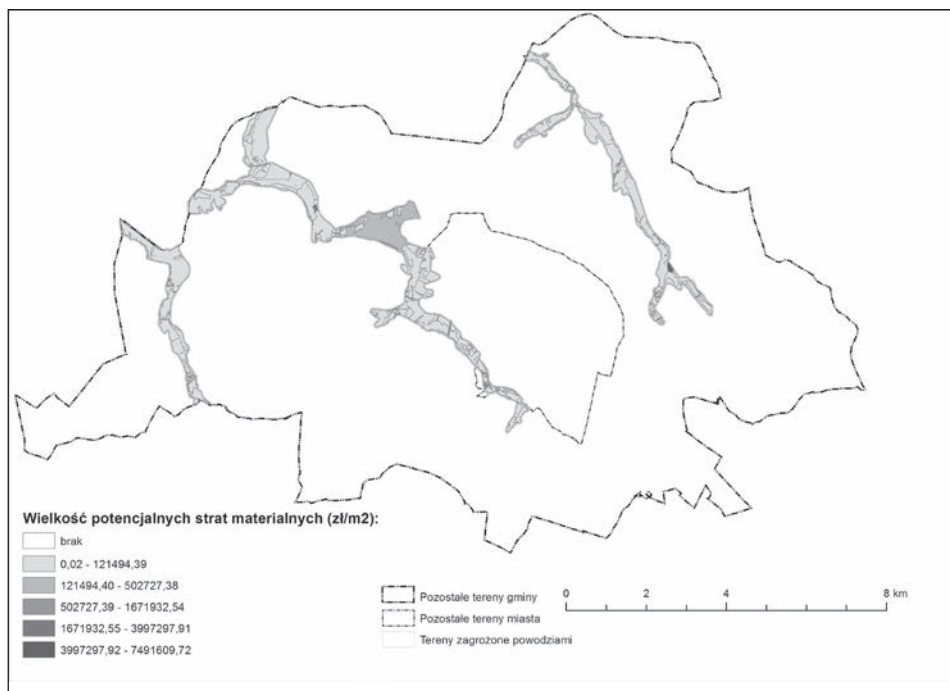 Wielkość potencjalnych strat materialnych (zł/m2):
brak
0,02 - 121494,39
121494,40 - 502727,38
502727,39 - 1671932,54
1671932,55 - 3997297,91
3997297,92 - 7491609,72
Pozostałe tereny gminy
Pozostałe tereny miasta
Tereny zagrożone powodziami
0 2 4 8 km